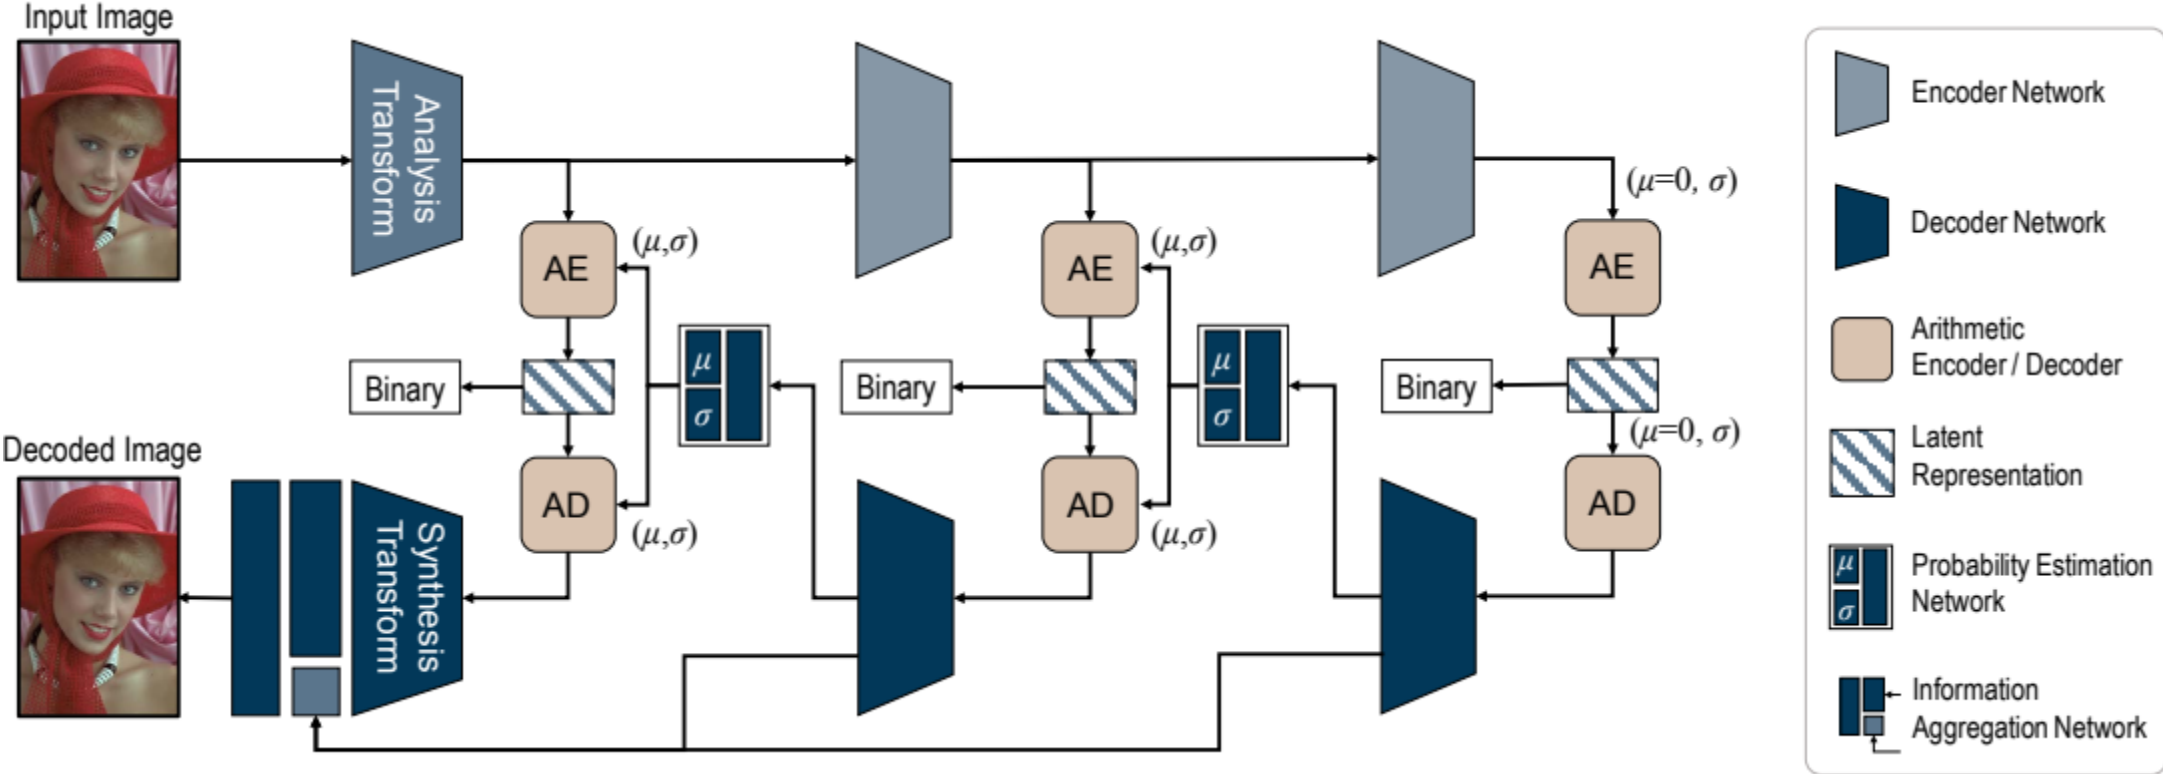 Input Image
Analysis
Transform
(μ=0, σ)
(μ,σ)
(μ,σ)
AE
AE
AE
μ
σ
μ
σ
Binary
Binary
Binary
(μ=0, σ)
Decoded Image
AD
AD
AD
(μ,σ)
(μ,σ)
Synthesis
Transform
Encoder Network
Decoder Network
Arithmetic
Encoder / Decoder
Latent
Representation
μ
σ
Probability Estimation
Network
Information
Aggregation Network